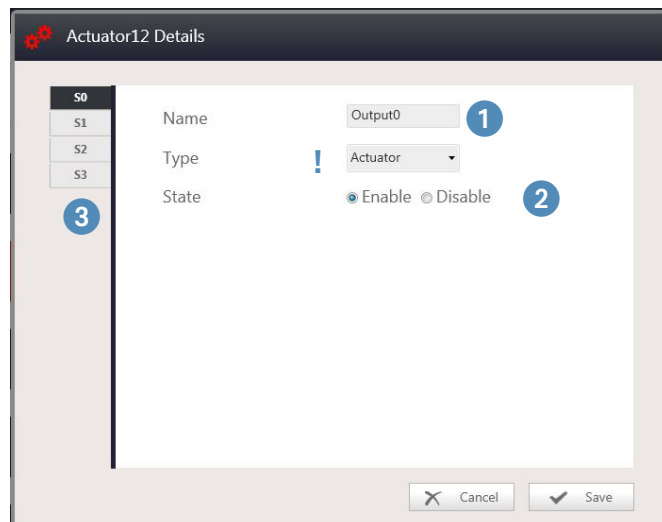 Actuator12 Details
S0
S1
S2
S3
3
Name
Output0
1
Type
!
Actuator
State
Enable
Disable
2
Cancel
Save